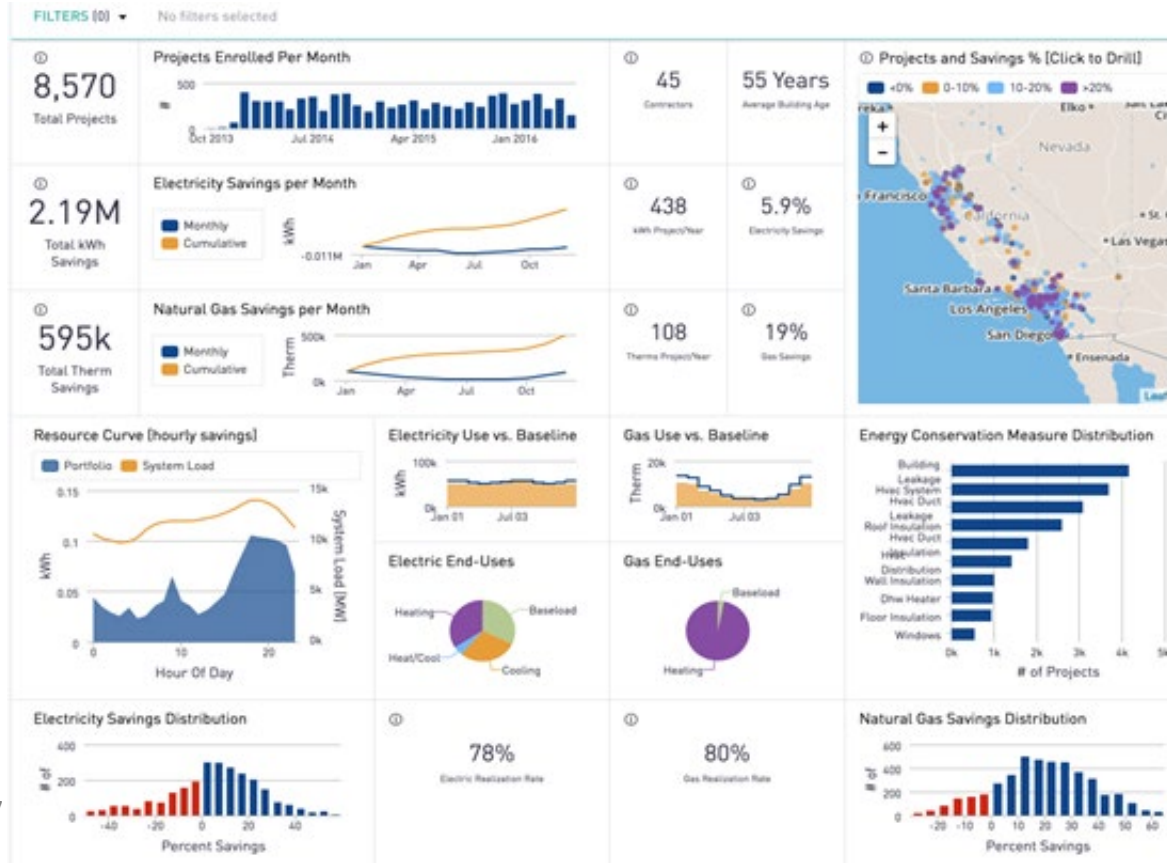 FILTERS (0) ▾ No filters selected
8,570
Total Projects
Projects Enrolled Per Month
500
#
0
Oct 2013 Jul 2014 Apr 2015 Jan 2016
45
Contractors
55 Years
Average Building Age
Projects and Savings % [Click to Drill]
<0% 0-10% 10-20% >20%
+
−
Elko
Nevada
Francisco
California
St.
Las Vegas
Santa Barbara
Los Angeles
San Diego
Ensenada
Leaf
2.19M
Total kWh
Savings
Electricity Savings per Month
Monthly
Cumulative
kWh
-0.011M
Jan Apr Jul Oct
438
kWh Project/Year
5.9%
Electricity Savings
595k
Total Therm
Savings
Natural Gas Savings per Month
Monthly
Cumulative
Therm
500k
0k
Jan Apr Jul Oct
108
Therms Project/Year
19%
Gas Savings
Resource Curve [hourly savings]
Portfolio System Load
kWh
0.15
0.1
0.05
0
15k
10k
5k
0k
System Load [MW]
0 10 20
Hour Of Day
Electricity Use vs. Baseline
kWh
100k
0k
Jan 01 Jul 03
Gas Use vs. Baseline
Therm
20k
0k
Jan 01 Jul 03
Electric End-Uses
Heating
Baseload
Heat/Cool
Cooling
Gas End-Uses
Baseload
Heating
Energy Conservation Measure Distribution
Building
Leakage
Hvac System
Hvac Duct
Leakage
Roof Insulation
Hvac Duct
Insulation
Hvac
Distribution
Wall Insulation
Dhw Heater
Floor Insulation
Windows
0k 1k 2k 3k 4k 5k
# of Projects
Electricity Savings Distribution
# of
400
200
0
-40 -20 0 20 40
Percent Savings
78%
Electric Realization Rate
80%
Gas Realization Rate
Natural Gas Savings Distribution
# of
600
400
200
0
-20 -10 0 10 20 30 40 50 60
Percent Savings